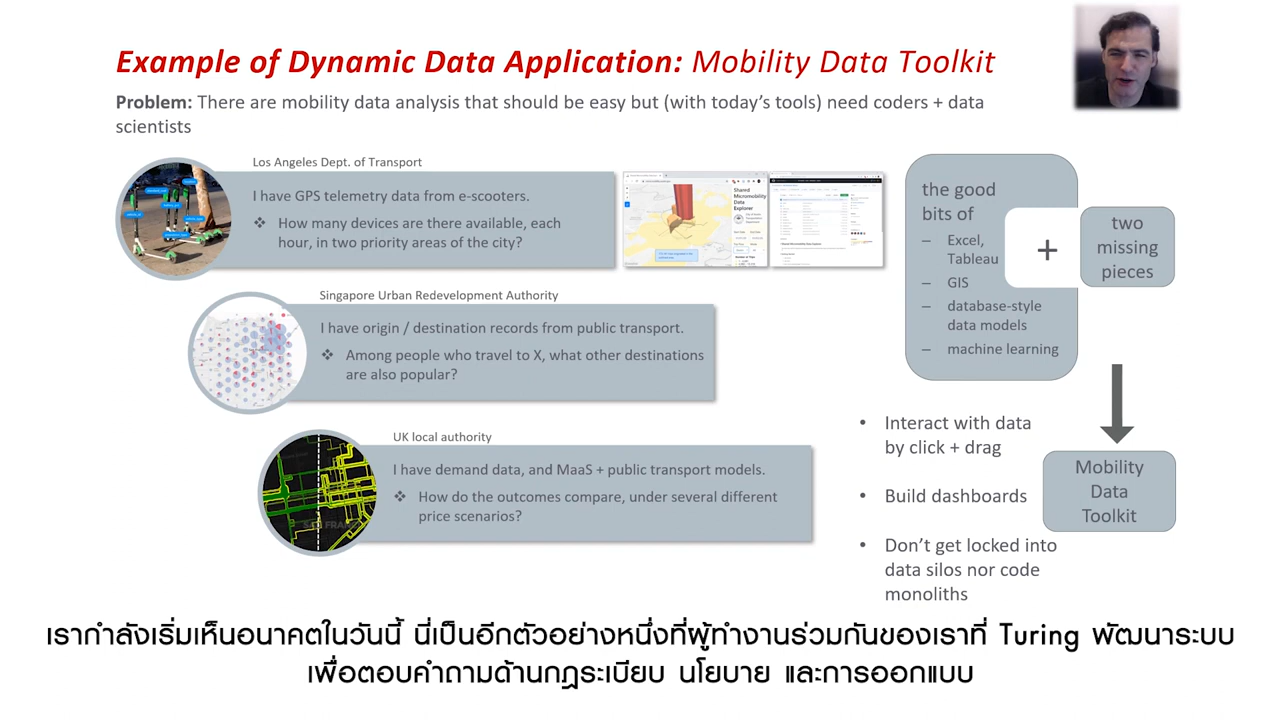 Example of Dynamic Data Application: Mobility Data Toolkit
Problem: There are mobility data analysis that should be easy but (with today's tools) need coders + data
scientists
Los Angeles Dept. of Transport
I have GPS telemetry data from e-scooters.
❖ How many devices are there available, each
hour, in two priority areas of the city?
Shared
Micromobility
Data
Explorer
Singapore Urban Redevelopment Authority
I have origin / destination records from public transport.
❖ Among people who travel to X, what other destinations
are also popular?
UK local authority
I have demand data, and MaaS + public transport models.
❖ How do the outcomes compare, under several different
price scenarios?
the good
bits of
– Excel,
Tableau
– GIS
– database-style
data models
– machine learning
+
two
missing
pieces
• Interact with data
by click + drag
• Build dashboards
• Don't get locked into
data silos nor code
monoliths
Mobility
Data
Toolkit
เรากำลังเริ่มเห็นอนาคตในวันนี้ นี่เป็นอีกตัวอย่างหนึ่งที่ผู้ทำงานร่วมกันของเราที่ Turing พัฒนาระบบ
เพื่อตอบคำถามด้านกฎระเบียบ นโยบาย และการออกแบบ